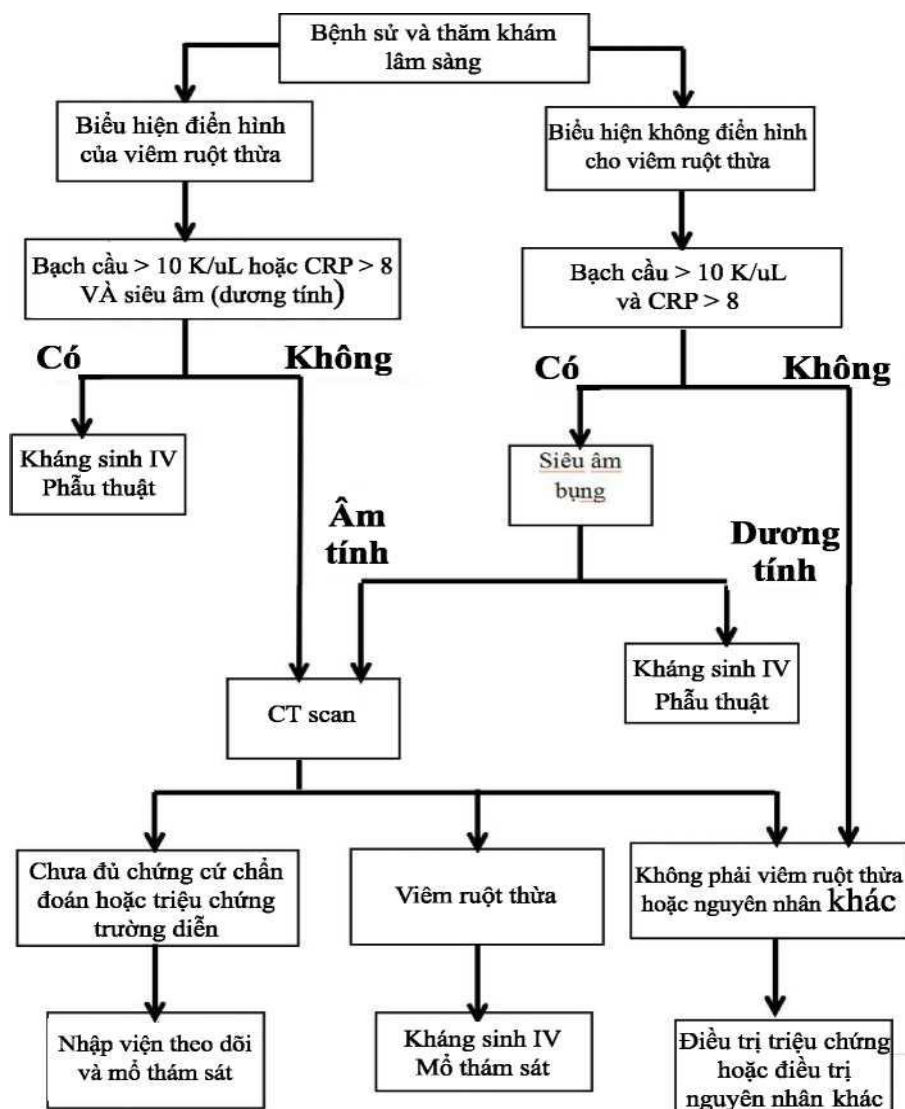 Bệnh sử và thăm khám
lâm sàng
Biểu hiện điển hình
của viêm ruột thừa
Biểu hiện không điển hình
cho viêm ruột thừa
Bạch cầu > 10 K/uL hoặc CRP > 8
VÀ siêu âm (dương tính)
Bạch cầu > 10 K/uL
và CRP > 8
Có
Không
Có
Không
Kháng sinh IV
Phẫu thuật
Siêu âm
bụng
Âm
tính
Dương
tính
Kháng sinh IV
Phẫu thuật
CT scan
Chưa đủ chứng cứ chẩn
đoán hoặc triệu chứng
trường diễn
Viêm ruột thừa
Không phải viêm ruột thừa
hoặc nguyên nhân khác
Nhập viện theo dõi
và mổ thám sát
Kháng sinh IV
Mổ thám sát
Điều trị triệu chứng
hoặc điều trị
nguyên nhân khác